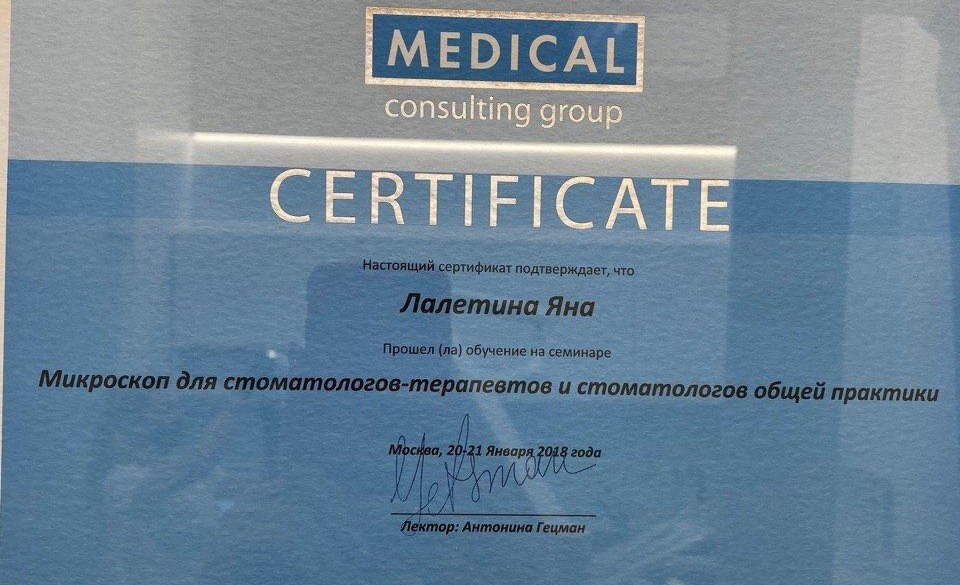 MEDICAL
consulting group
CERTIFICATE
Настоящий сертификат подтверждает, что
Лалетина Яна
Прошел (ла) обучение на семинаре
Микроскоп для стоматологов-терапевтов и стоматологов общей практики
Москва, 20-21 Января 2018 года
Лектор: Антонина Гецман